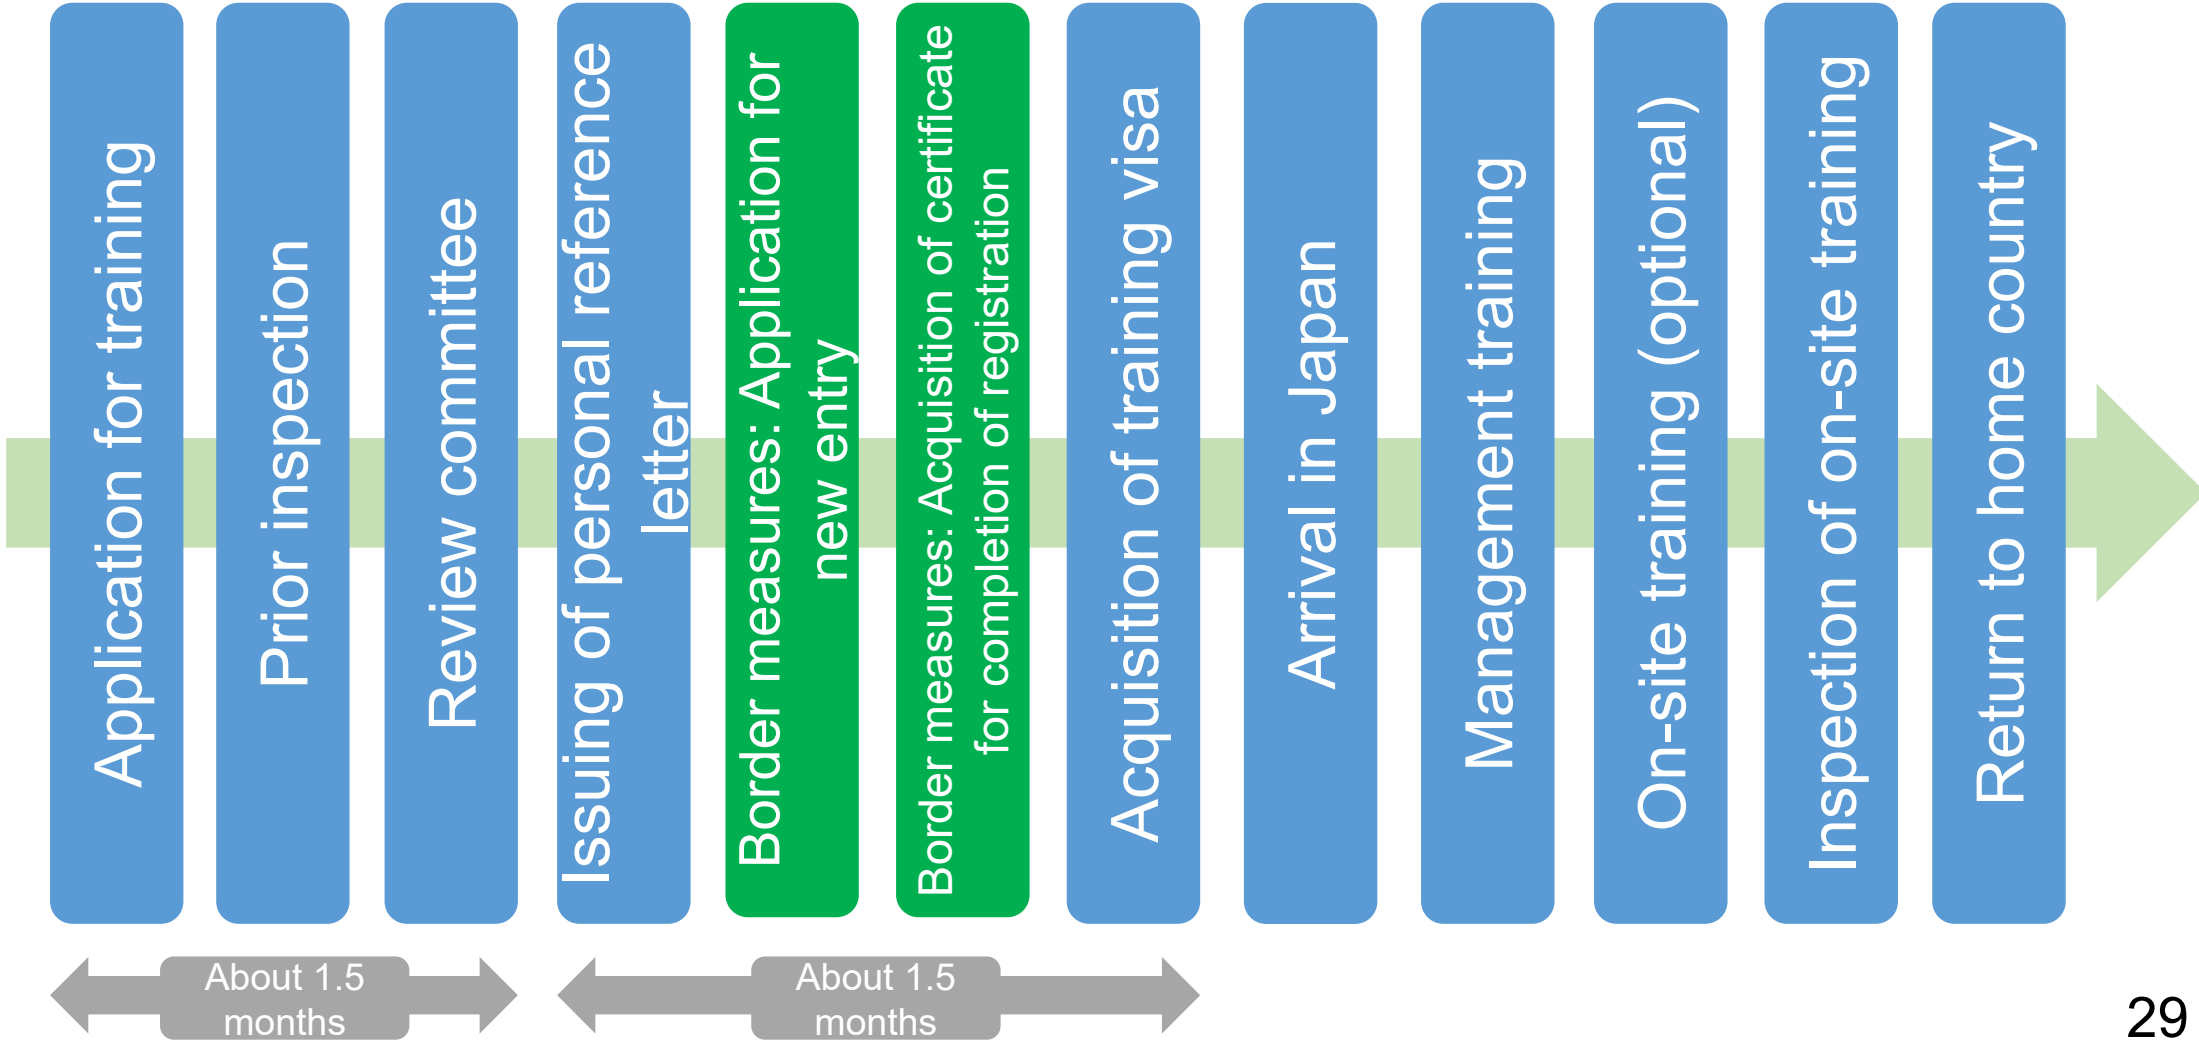 Application for training
Prior inspection
Review committee
Issuing of personal reference
letter
Border measures: Application for
new entry
Border measures: Acquisition of certificate
for completion of registration
Acquisition of training visa
Arrival in Japan
Management training
On-site training (optional)
Inspection of on-site training
Return to home country
About 1.5
months
About 1.5
months
29